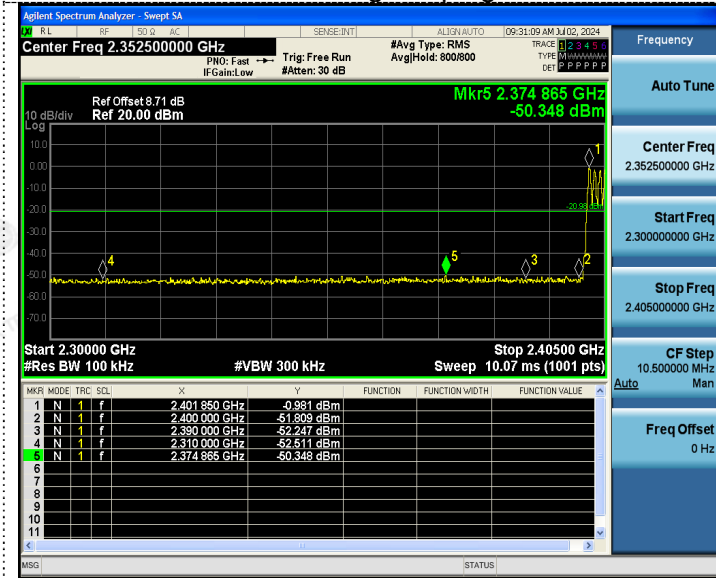 Agilent Spectrum Analyzer - Swept SA
RL RF 50 Ω AC SENSE:INT ALIGN AUTO 09:31:09 AM Jul 02, 2024
Center Freq 2.352500000 GHz
PNO: Fast
IFGain:Low
Trig: Free Run
#Atten: 30 dB
#Avg Type: RMS
Avg|Hold: 800/800
TRACE 1 2 3 4 5 6
TYPE M
DET P P P P P P
Frequency
Ref Offset 8.71 dB
Ref 20.00 dBm
10 dB/div
Log
Mkr5 2.374 865 GHz
-50.348 dBm
10.0
0.00
-10.0
-20.0
-30.0
-40.0
-50.0
-60.0
-70.0
1
-20.98 dBm
4
5
3
2
Start 2.30000 GHz
Stop 2.40500 GHz
#Res BW 100 kHz
#VBW 300 kHz
Sweep 10.07 ms (1001 pts)
MKR MODE TRC SCL X Y FUNCTION FUNCTION WIDTH FUNCTION VALUE
1 N 1 f 2.401 850 GHz -0.981 dBm
2 N 1 f 2.400 000 GHz -51.809 dBm
3 N 1 f 2.390 000 GHz -52.247 dBm
4 N 1 f 2.310 000 GHz -52.511 dBm
5 N 1 f 2.374 865 GHz -50.348 dBm
6
7
8
9
10
11
MSG
STATUS
Auto Tune
Center Freq
2.352500000 GHz
Start Freq
2.300000000 GHz
Stop Freq
2.405000000 GHz
CF Step
10.500000 MHz
Auto Man
Freq Offset
0 Hz